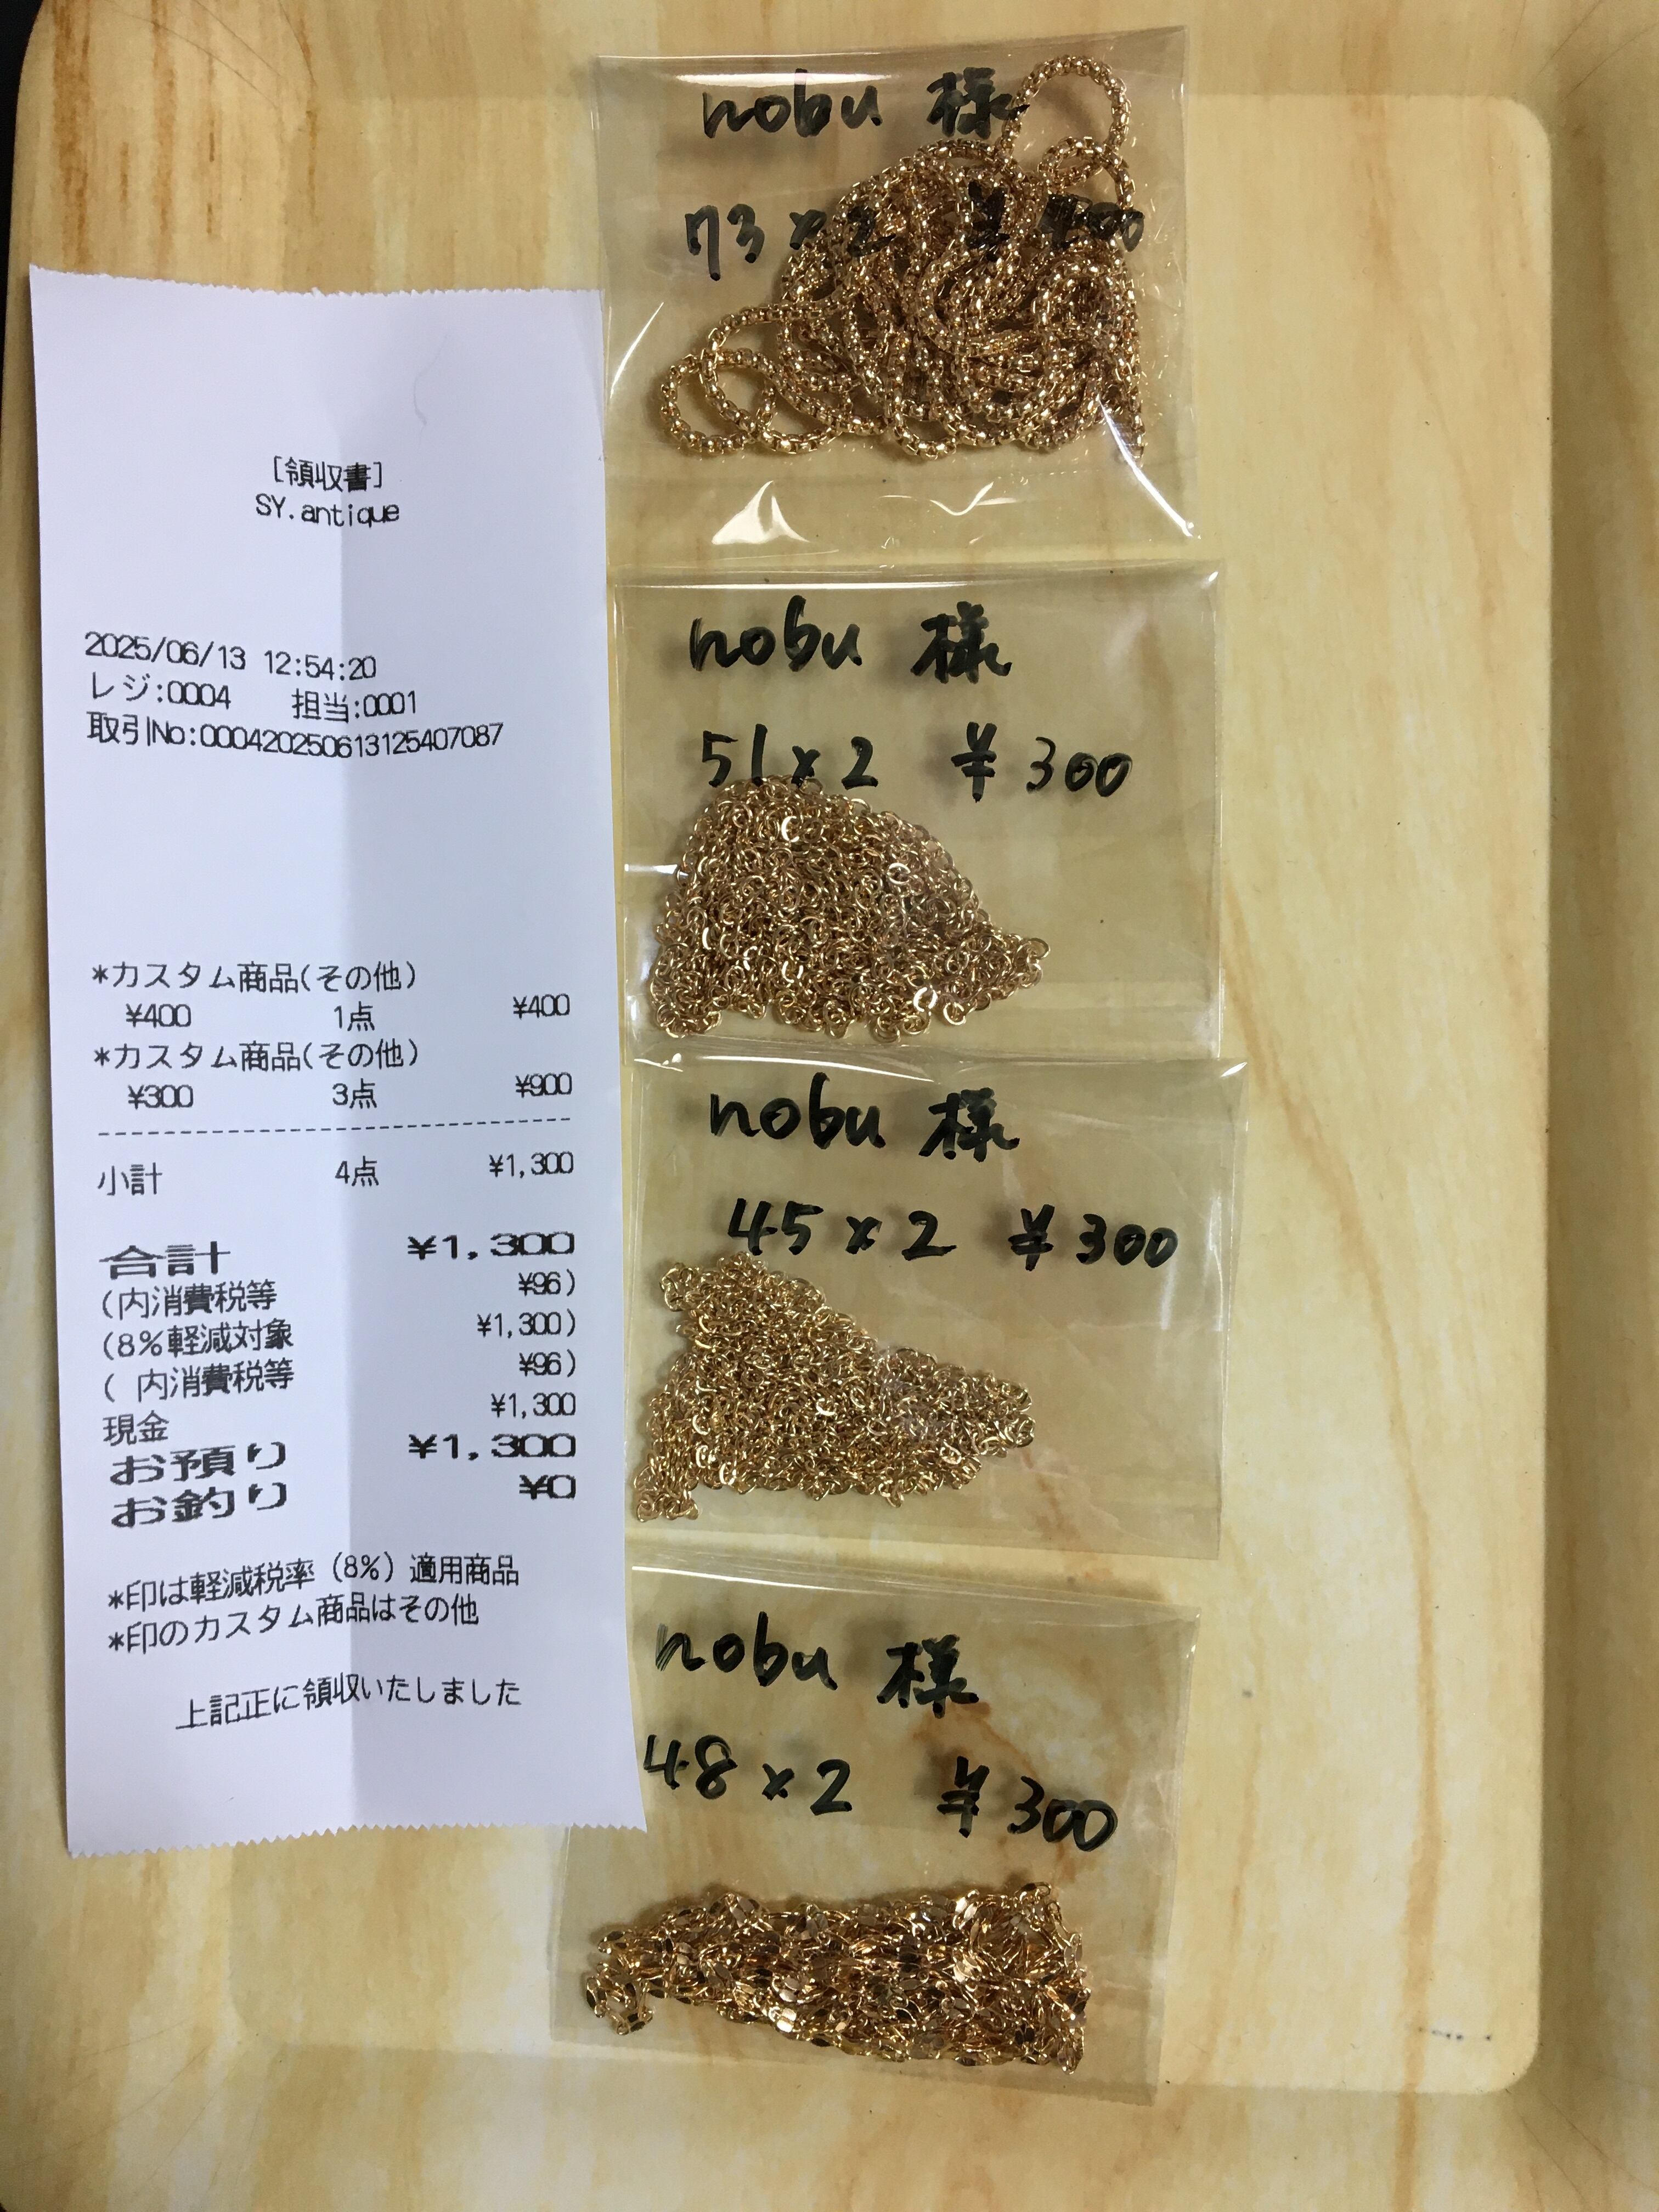 [領収書]
SY.antique
2025/06/13 12:54:20
レジ:0004 担当:0001
取引No:00042025061312540​7087
*カスタム商品(その他)
¥400 1点 ¥400
*カスタム商品(その他)
¥300 3点 ¥900
小計 4点 ¥1,300
合計 ¥1,300
(内消費税等 ¥96)
(8%軽減対象 ¥1,300)
( 内消費税等 ¥96)
現金 ¥1,300
お預り ¥1,300
お釣り ¥0
*印は軽減税率(8%)適用商品
*印のカスタム商品はその他
上記正に領収いたしました
nobu 様
73×2 ¥400
nobu 様
51×2 ¥300
nobu 様
45×2 ¥300
nobu 様
48×2 ¥300